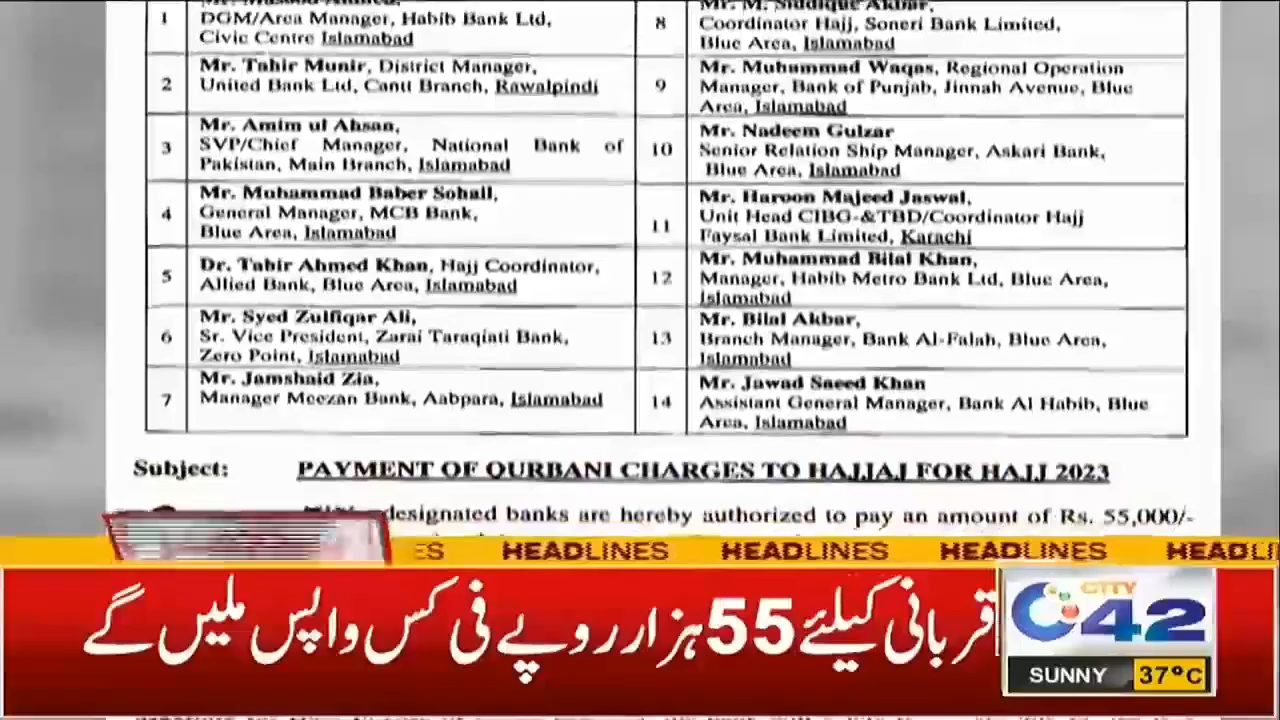 1
DGM/Area Manager, Habib Bank Ltd,
Civic Centre Islamabad
2
Mr. Tahir Munir, District Manager,
United Bank Ltd, Cantt Branch, Rawalpindi
3
Mr. Amim ul Ahsan,
SVP/Chief Manager, National Bank of
Pakistan, Main Branch, Islamabad
4
Mr. Muhammad Baber Sohail,
General Manager, MCB Bank,
Blue Area, Islamabad
5
Dr. Tahir Ahmed Khan, Hajj Coordinator,
Allied Bank, Blue Area, Islamabad
6
Mr. Syed Zulfiqar Ali,
Sr. Vice President, Zarai Taraqiati Bank,
Zero Point, Islamabad
7
Mr. Jamshaid Zia,
Manager Meezan Bank, Aabpara, Islamabad
8
Mr. M. Siddique Akbar,
Coordinator Hajj, Soneri Bank Limited,
Blue Area, Islamabad
9
Mr. Muhammad Waqas, Regional Operation
Manager, Bank of Punjab, Jinnah Avenue, Blue
Area, Islamabad
10
Mr. Nadeem Gulzar
Senior Relation Ship Manager, Askari Bank,
Blue Area, Islamabad
11
Mr. Haroon Majeed Jaswal,
Unit Head CIBG-&TBD/Coordinator Hajj
Faysal Bank Limited, Karachi
12
Mr. Muhammad Bilal Khan,
Manager, Habib Metro Bank Ltd, Blue Area,
Islamabad
13
Mr. Bilal Akbar,
Branch Manager, Bank Al-Falah, Blue Area,
Islamabad
14
Mr. Jawad Saeed Khan
Assistant General Manager, Bank Al Habib, Blue
Area, Islamabad
Subject: PAYMENT OF QURBANI CHARGES TO HAJJAJ FOR HAJJ 2023
designated banks are hereby authorized to pay an amount of Rs. 55,000/-
ES HEADLINES HEADLINES HEADLINES HEADLI
قربانی کیلئے 55 ہزار روپے فی کس واپس ملیں گے
CITY 42
SUNNY 37°C